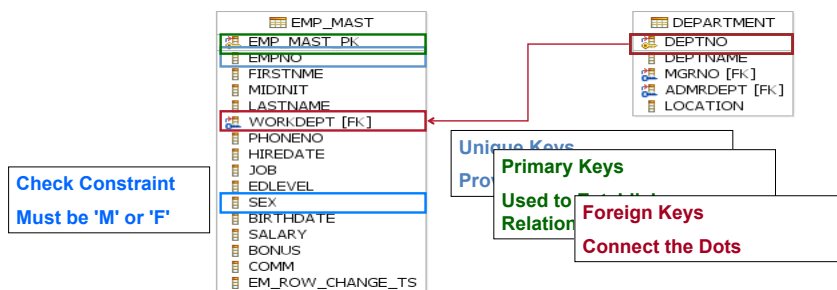 EMP_MAST
EMP_MAST_PK
EMPNO
FIRSTNME
MIDINIT
LASTNAME
WORKDEPT [FK]
PHONENO
HIREDATE
JOB
EDLEVEL
SEX
BIRTHDATE
SALARY
BONUS
COMM
EM_ROW_CHANGE_TS
DEPARTMENT
DEPTNO
DEPTNAME
MGRNO [FK]
ADMRDEPT [FK]
LOCATION
Check Constraint
Must be 'M' or 'F'
Unique Keys
Primary Keys
Used to
Foreign Keys
Connect the Dots